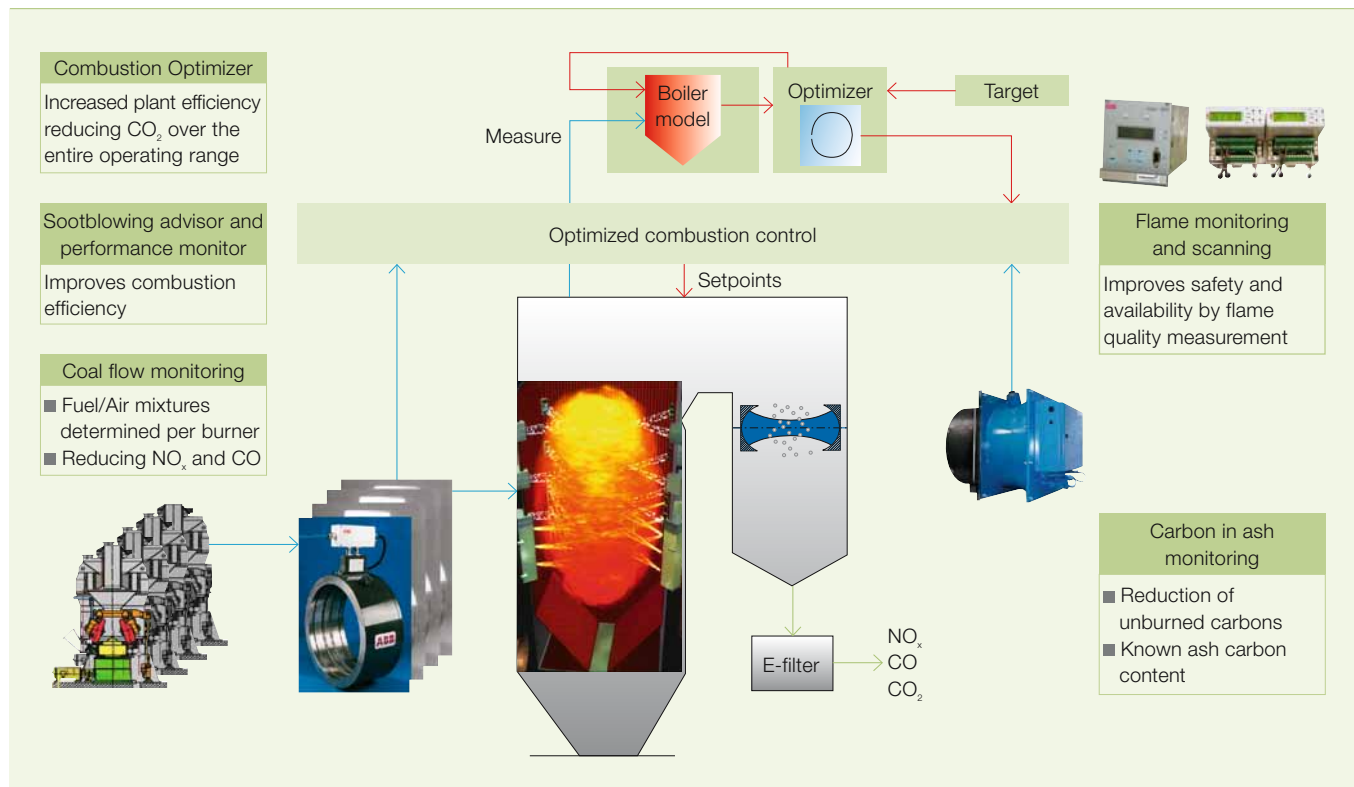 Combustion Optimizer
Increased plant efficiency
reducing CO₂ over the
entire operating range
Sootblowing advisor and
performance monitor
Improves combustion
efficiency
Coal flow monitoring
■ Fuel/Air mixtures
determined per burner
■ Reducing NOₓ and CO
Measure
Boiler
model
Optimizer
Target
Optimized combustion control
Setpoints
ABB
E-filter
NOₓ
CO
CO₂
Flame monitoring
and scanning
Improves safety and
availability by flame
quality measurement
Carbon in ash
monitoring
■ Reduction of
unburned carbons
■ Known ash carbon
content